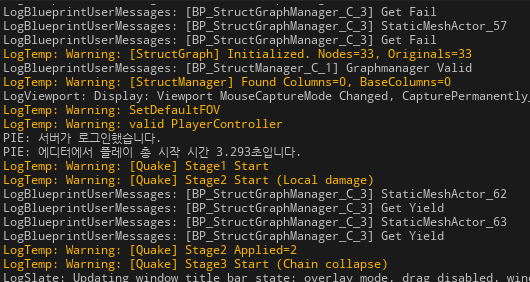 LogBlueprintUserMessages: [BP_StructGraphManager_C_3] Get Fail
LogBlueprintUserMessages: [BP_StructGraphManager_C_3] StaticMeshActor_57
LogBlueprintUserMessages: [BP_StructGraphManager_C_3] Get Fail
LogTemp: Warning: [StructGraph] Initialized. Nodes=33, Originals=33
LogBlueprintUserMessages: [BP_StructManager_C_1] Graphmanager Valid
LogTemp: Warning: [StructManager] Found Columns=0, BaseColumns=0
LogViewport: Display: Viewport MouseCaptureMode Changed, CapturePermanently_
LogTemp: Warning: SetDefaultFOV
LogTemp: Warning: valid PlayerController
PIE: 서버가 로그인했습니다.
PIE: 에디터에서 플레이 총 시작 시간 3.293초입니다.
LogTemp: Warning: [Quake] Stage1 Start
LogTemp: Warning: [Quake] Stage2 Start (Local damage)
LogBlueprintUserMessages: [BP_StructGraphManager_C_3] StaticMeshActor_62
LogBlueprintUserMessages: [BP_StructGraphManager_C_3] Get Yield
LogBlueprintUserMessages: [BP_StructGraphManager_C_3] StaticMeshActor_63
LogBlueprintUserMessages: [BP_StructGraphManager_C_3] Get Yield
LogTemp: Warning: [Quake] Stage2 Applied=2
LogTemp: Warning: [Quake] Stage3 Start (Chain collapse)
LogSlate: Updating window title bar state: overlay mode, drag disabled, win